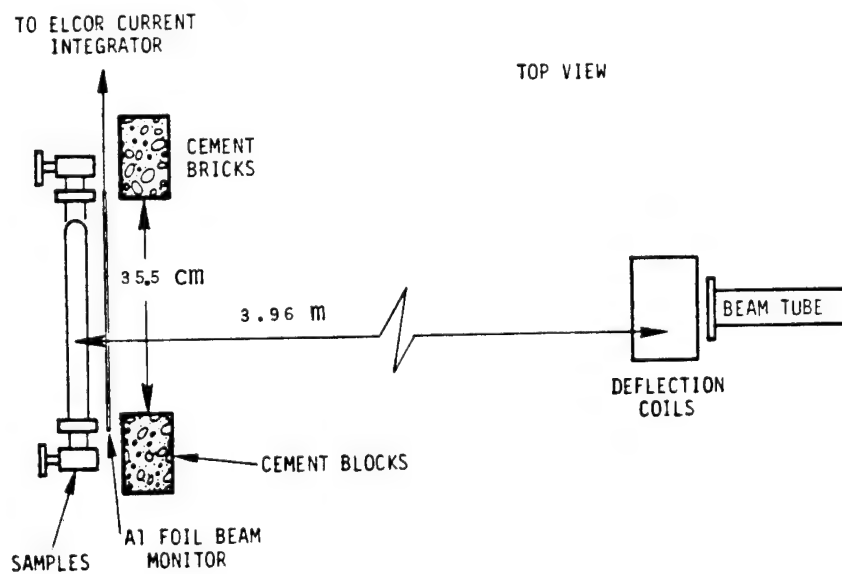 TO ELCOR CURRENT
INTEGRATOR
TOP VIEW
CEMENT
BRICKS
35.5 cm
3.96 m
BEAM TUBE
DEFLECTION
COILS
CEMENT BLOCKS
Al FOIL BEAM
MONITOR
SAMPLES